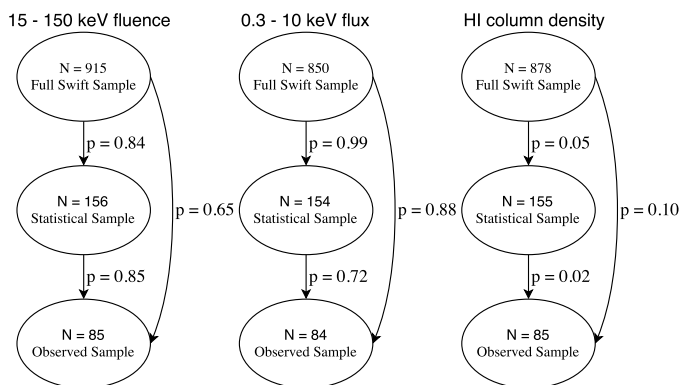 15 - 150 keV fluence
N = 915
Full Swift Sample
p = 0.84
N = 156
Statistical Sample
p = 0.65
p = 0.85
N = 85
Observed Sample
0.3 - 10 keV flux
N = 850
Full Swift Sample
p = 0.99
N = 154
Statistical Sample
p = 0.88
p = 0.72
N = 84
Observed Sample
HI column density
N = 878
Full Swift Sample
p = 0.05
N = 155
Statistical Sample
p = 0.10
p = 0.02
N = 85
Observed Sample